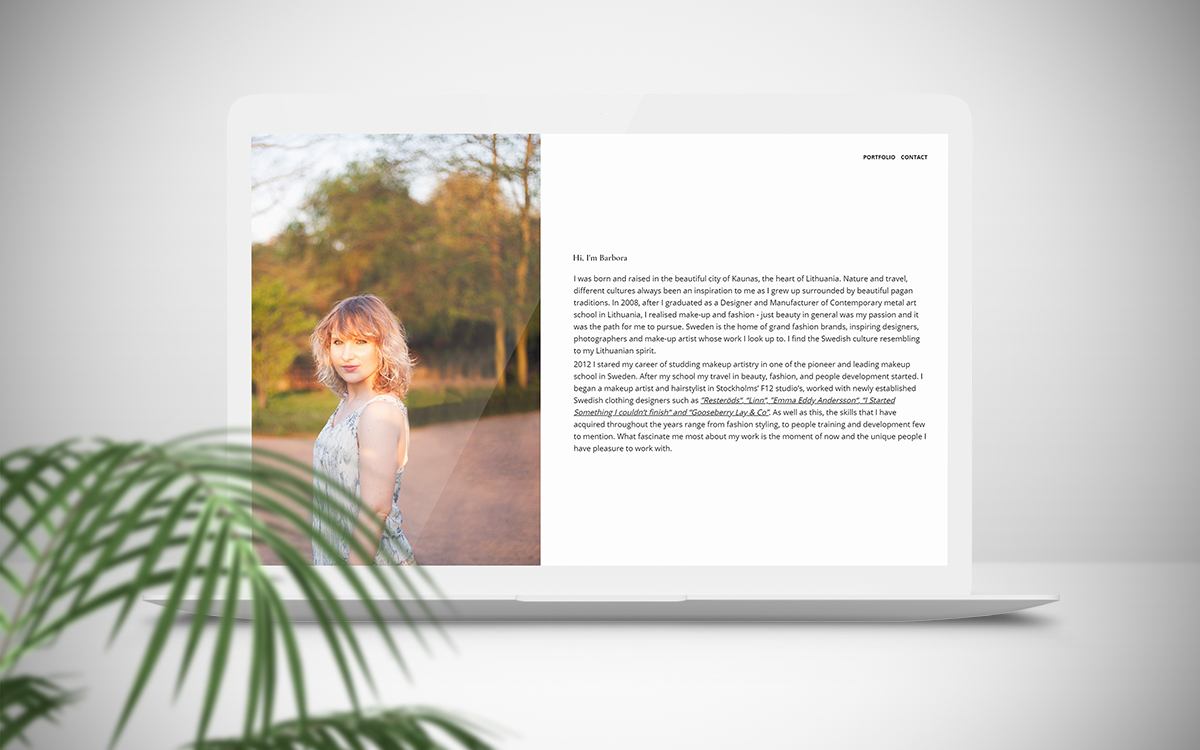 PORTFOLIO CONTACT
Hi, I'm Barbora
I was born and raised in the beautiful city of Kaunas, the heart of Lithuania. Nature and travel,
different cultures always been an inspiration to me as I grew up surrounded by beautiful pagan
traditions. In 2008, after I graduated as a Designer and Manufacturer of Contemporary metal art
school in Lithuania, I realised make-up and fashion - just beauty in general was my passion and it
was the path for me to pursue. Sweden is the home of grand fashion brands, inspiring designers,
photographers and make-up artist whose work I look up to. I find the Swedish culture resembling
to my Lithuanian spirit.
2012 I stared my career of studding makeup artistry in one of the pioneer and leading makeup
school in Sweden. After my school my travel in beauty, fashion, and people development started. I
began a makeup artist and hairstylist in Stockholms' F12 studio's, worked with newly established
Swedish clothing designers such as "Resteröds", "Linn", "Emma Eddy Andersson", "I Started
Something I couldn't finish" and "Gooseberry Lay & Co". As well as this, the skills that I have
acquired throughout the years range from fashion styling, to people training and development few
to mention. What fascinate me most about my work is the moment of now and the unique people I
have pleasure to work with.